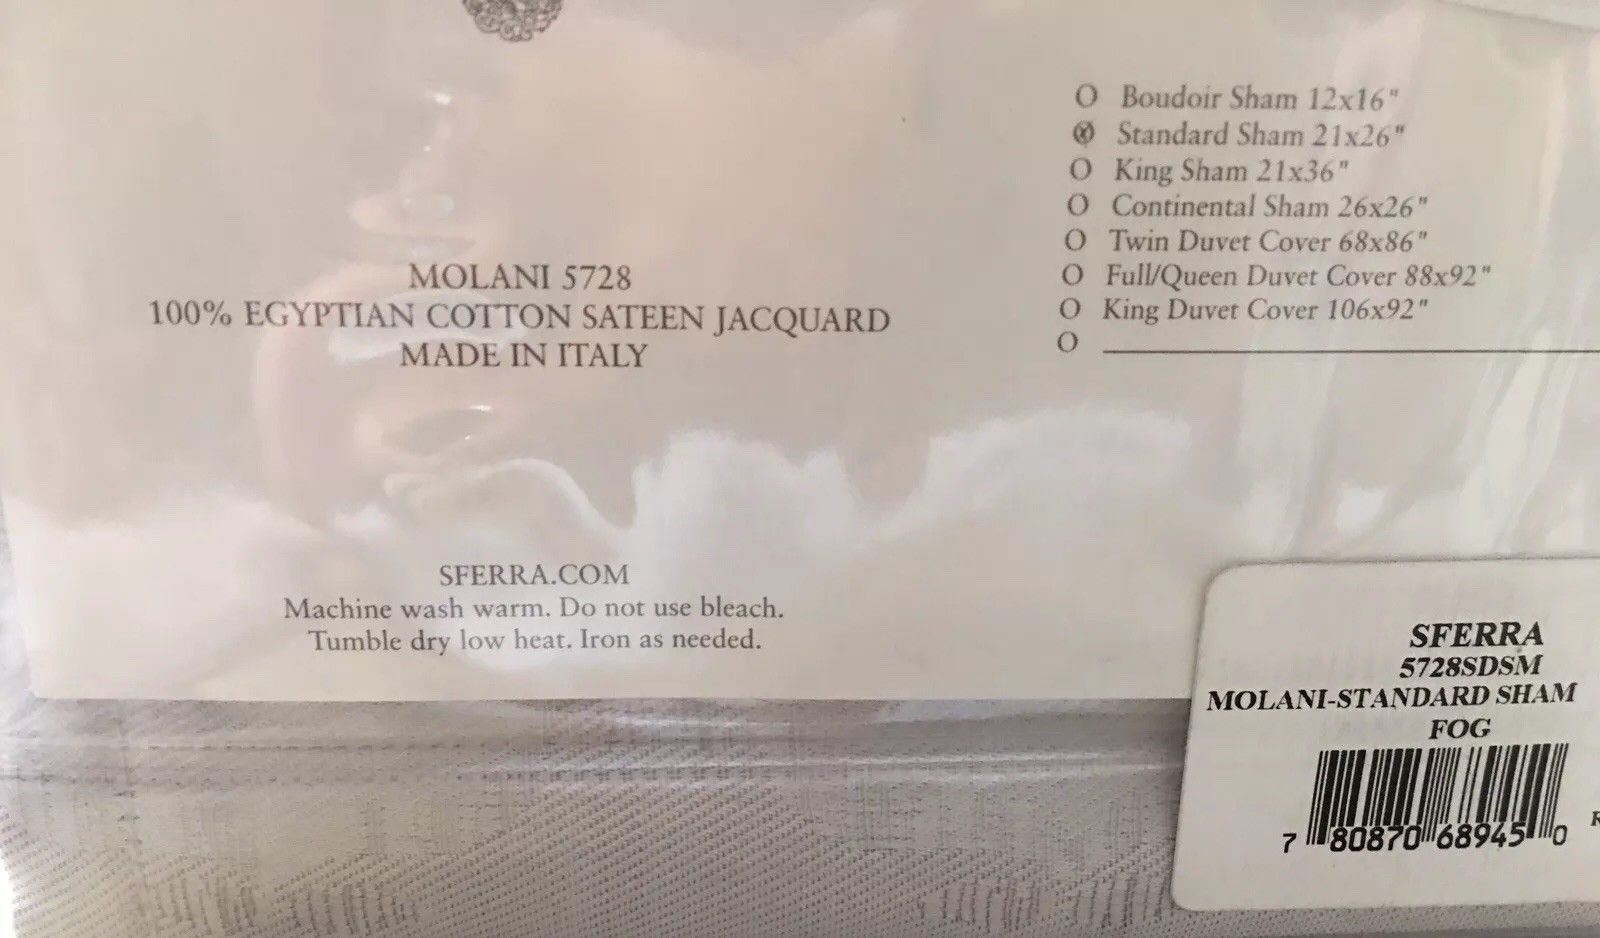 O Boudoir Sham 12x16"
Ⓧ Standard Sham 21x26"
O King Sham 21x36"
O Continental Sham 26x26"
O Twin Duvet Cover 68x86"
O Full/Queen Duvet Cover 88x92"
O King Duvet Cover 106x92"
O
MOLANI 5728
100% EGYPTIAN COTTON SATEEN JACQUARD
MADE IN ITALY
SFERRA.COM
Machine wash warm. Do not use bleach.
Tumble dry low heat. Iron as needed.
SFERRA
5728SDSM
MOLANI-STANDARD SHAM
FOG
7 80870 68945 0